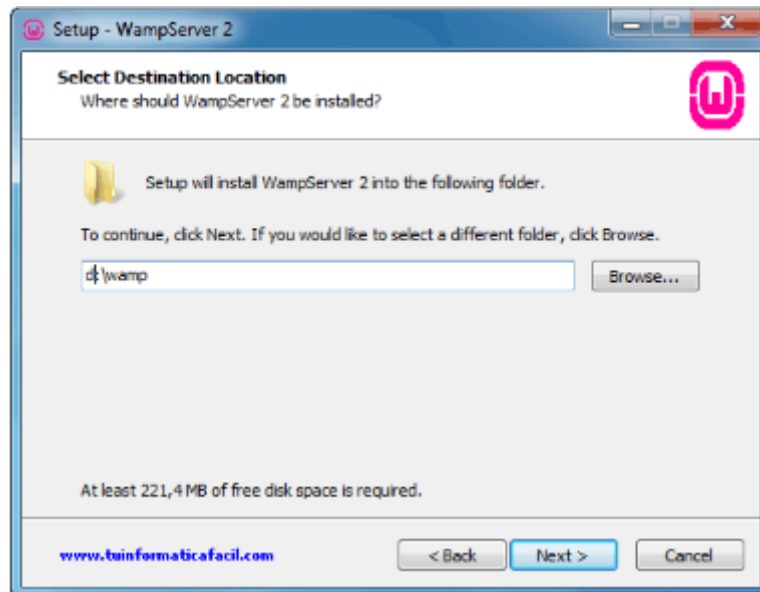 Setup - WampServer 2
Select Destination Location
Where should WampServer 2 be installed?
Setup will install WampServer 2 into the following folder.
To continue, click Next. If you would like to select a different folder, click Browse.
d:\wamp
Browse...
At least 221,4 MB of free disk space is required.
www.tuinformaticafacil.com
< Back
Next >
Cancel